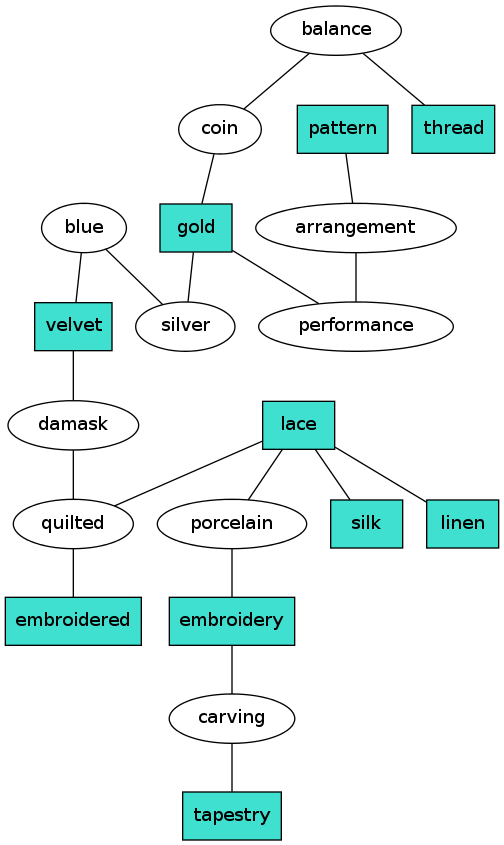 balance
coin
pattern
thread
blue
gold
arrangement
velvet
silver
performance
damask
lace
quilted
porcelain
silk
linen
embroidered
embroidery
carving
tapestry